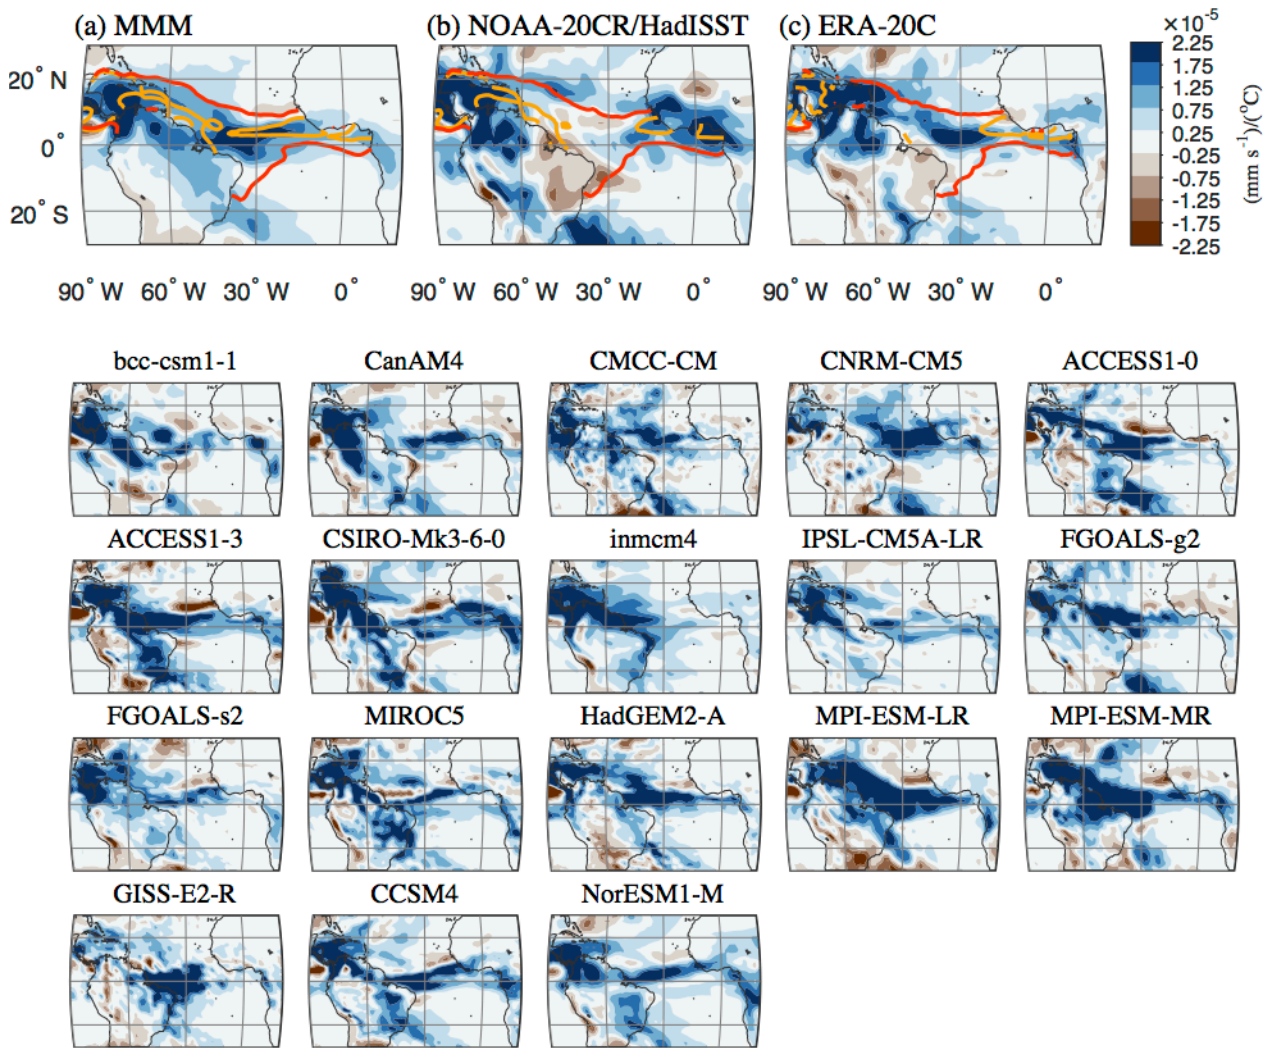 (a) MMM (b) NOAA-20CR/HadISST (c) ERA-20C
×10⁻⁵
20° N
0°
20° S
2.25
1.75
1.25
0.75
0.25
-0.25
-0.75
-1.25
-1.75
-2.25
(mm s⁻¹)/(°C)
90° W 60° W 30° W 0° 90° W 60° W 30° W 0° 90° W 60° W 30° W 0°
bcc-csm1-1 CanAM4 CMCC-CM CNRM-CM5 ACCESS1-0
ACCESS1-3 CSIRO-Mk3-6-0 inmcm4 IPSL-CM5A-LR FGOALS-g2
FGOALS-s2 MIROC5 HadGEM2-A MPI-ESM-LR MPI-ESM-MR
GISS-E2-R CCSM4 NorESM1-M